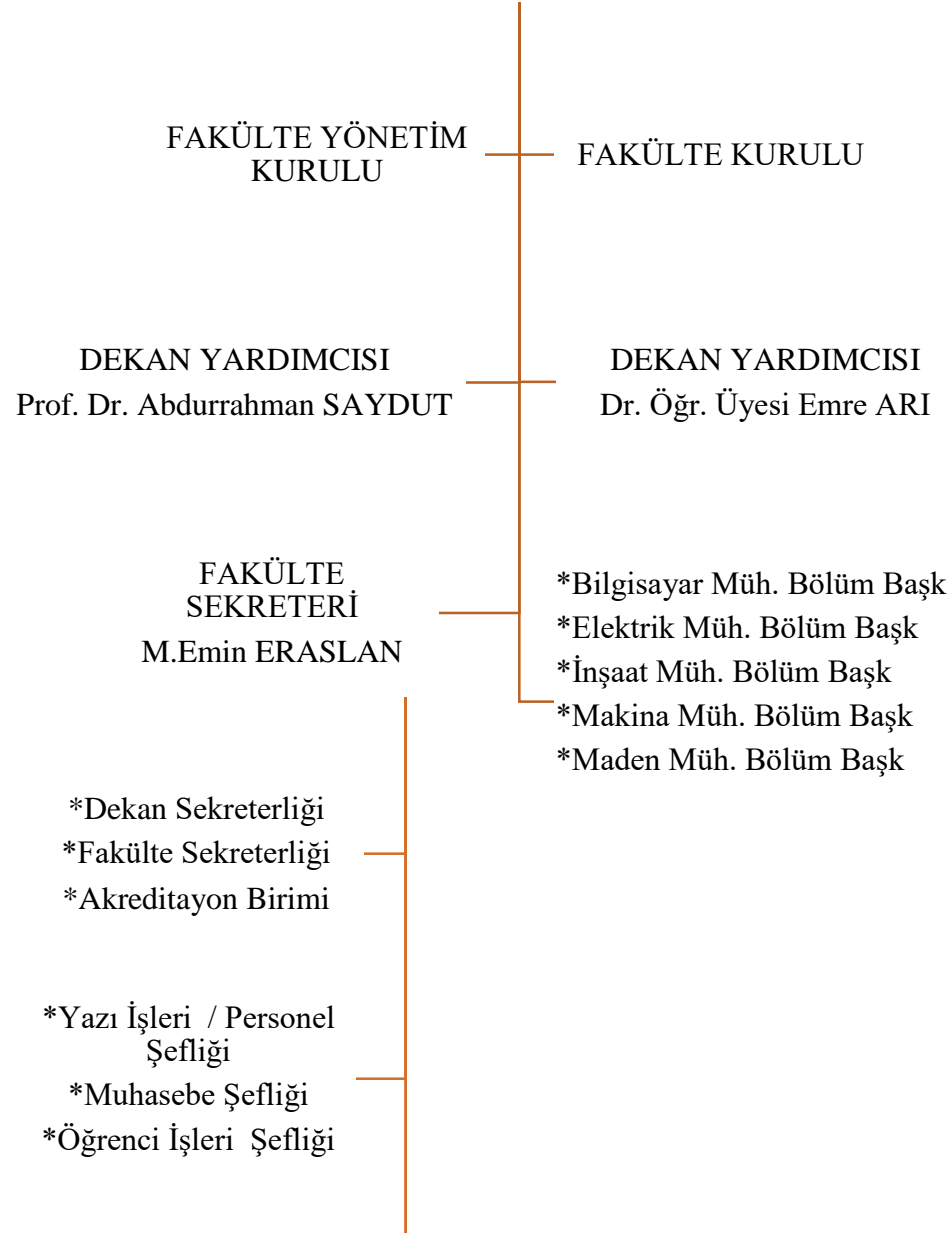 FAKÜLTE YÖNETİM
KURULU
FAKÜLTE KURULU
DEKAN YARDIMCISI
Prof. Dr. Abdurrahman SAYDUT
DEKAN YARDIMCISI
Dr. Öğr. Üyesi Emre ARI
FAKÜLTE
SEKRETERİ
M.Emin ERASLAN
*Bilgisayar Müh. Bölüm Başk
*Elektrik Müh. Bölüm Başk
*İnşaat Müh. Bölüm Başk
*Makina Müh. Bölüm Başk
*Maden Müh. Bölüm Başk
*Dekan Sekreterliği
*Fakülte Sekreterliği
*Akreditayon Birimi
*Yazı İşleri / Personel
Şefliği
*Muhasebe Şefliği
*Öğrenci İşleri Şefliği